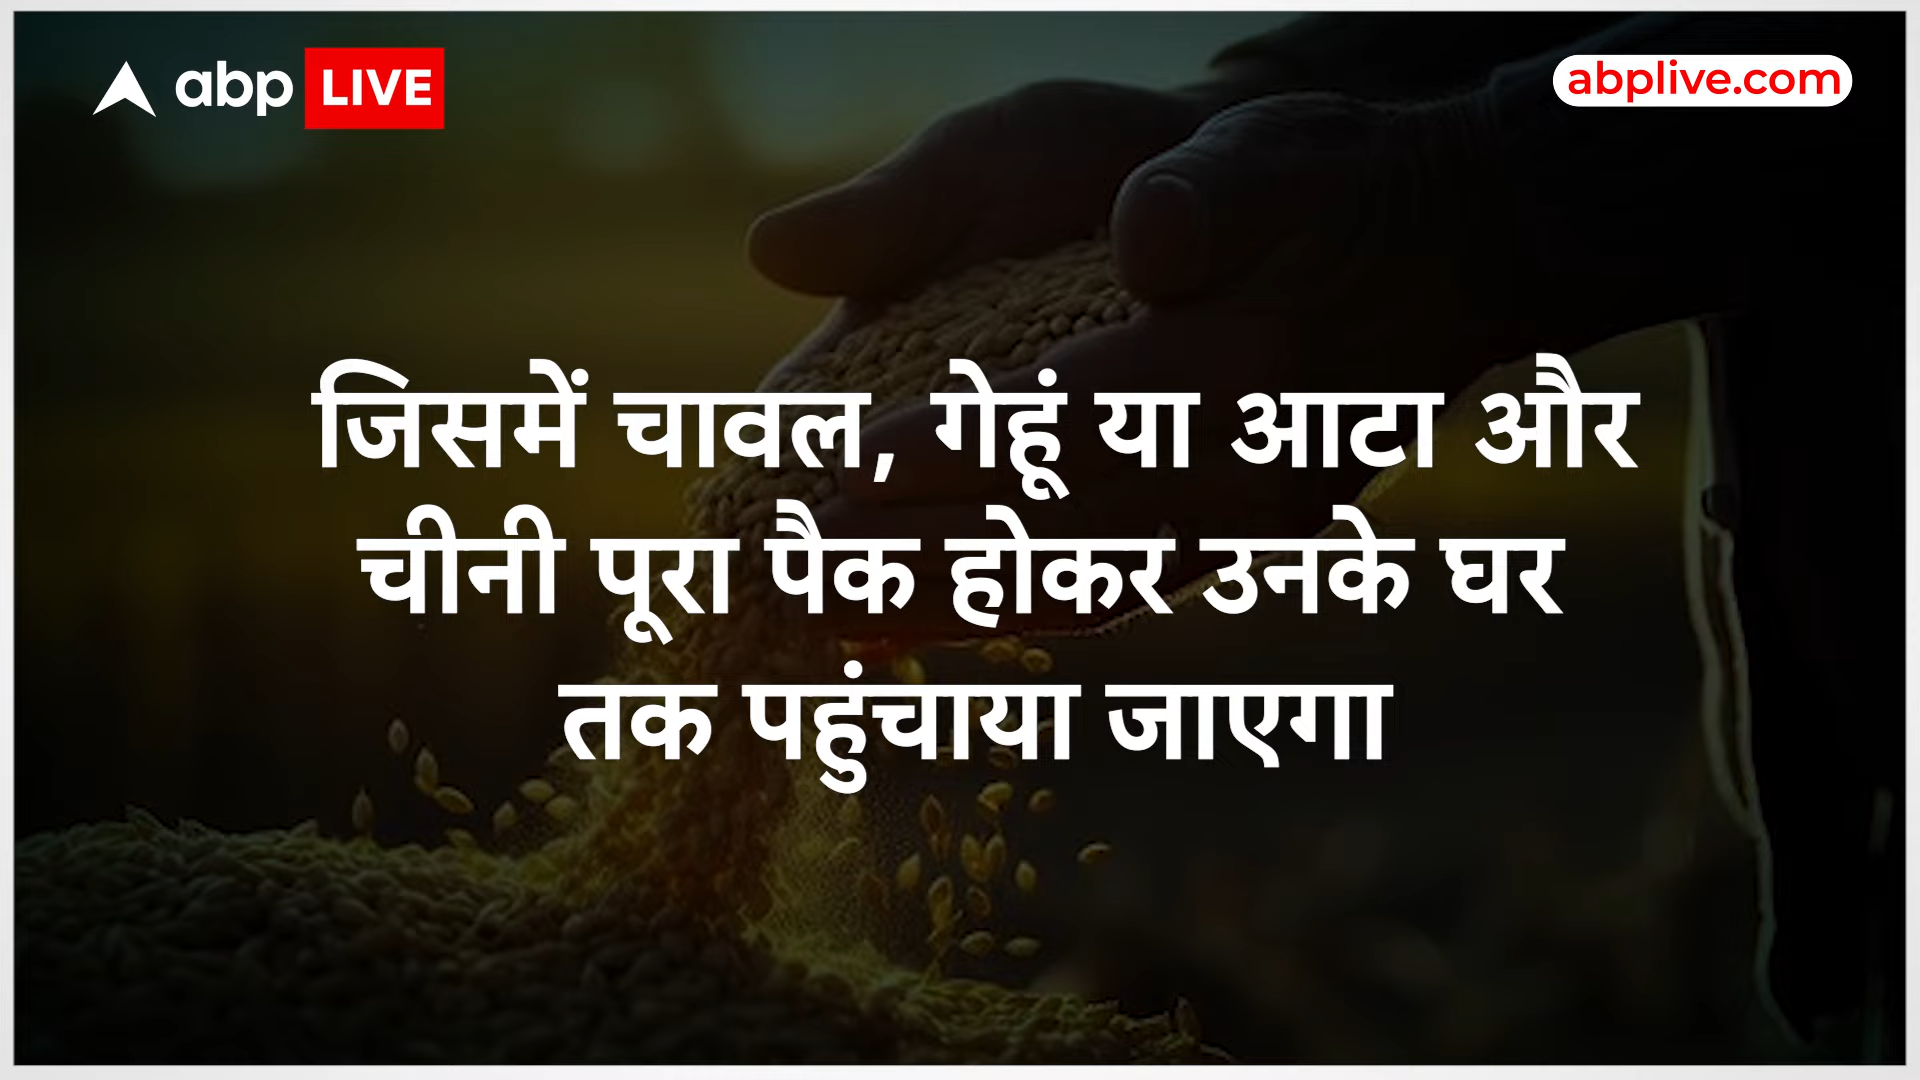 abp LIVE
abplive.com
जिसमें चावल, गेहूं या आटा और
चीनी पूरा पैक होकर उनके घर
तक पहुंचाया जाएगा